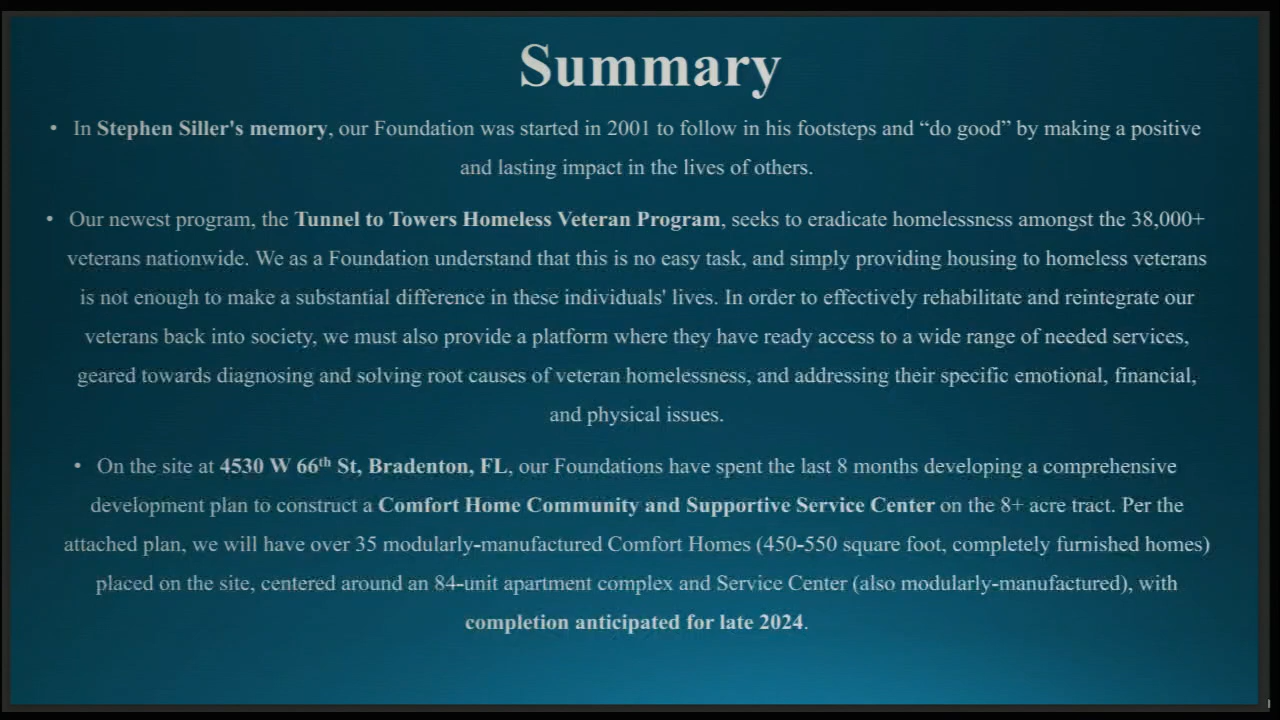 Summary
• In Stephen Siller's memory, our Foundation was started in 2001 to follow in his footsteps and “do good” by making a positive
and lasting impact in the lives of others.
• Our newest program, the Tunnel to Towers Homeless Veteran Program, seeks to eradicate homelessness amongst the 38,000+
veterans nationwide. We as a Foundation understand that this is no easy task, and simply providing housing to homeless veterans
is not enough to make a substantial difference in these individuals' lives. In order to effectively rehabilitate and reintegrate our
veterans back into society, we must also provide a platform where they have ready access to a wide range of needed services,
geared towards diagnosing and solving root causes of veteran homelessness, and addressing their specific emotional, financial,
and physical issues.
• On the site at 4530 W 66th St, Bradenton, FL, our Foundations have spent the last 8 months developing a comprehensive
development plan to construct a Comfort Home Community and Supportive Service Center on the 8+ acre tract. Per the
attached plan, we will have over 35 modularly-manufactured Comfort Homes (450-550 square foot, completely furnished homes)
placed on the site, centered around an 84-unit apartment complex and Service Center (also modularly-manufactured), with
completion anticipated for late 2024.